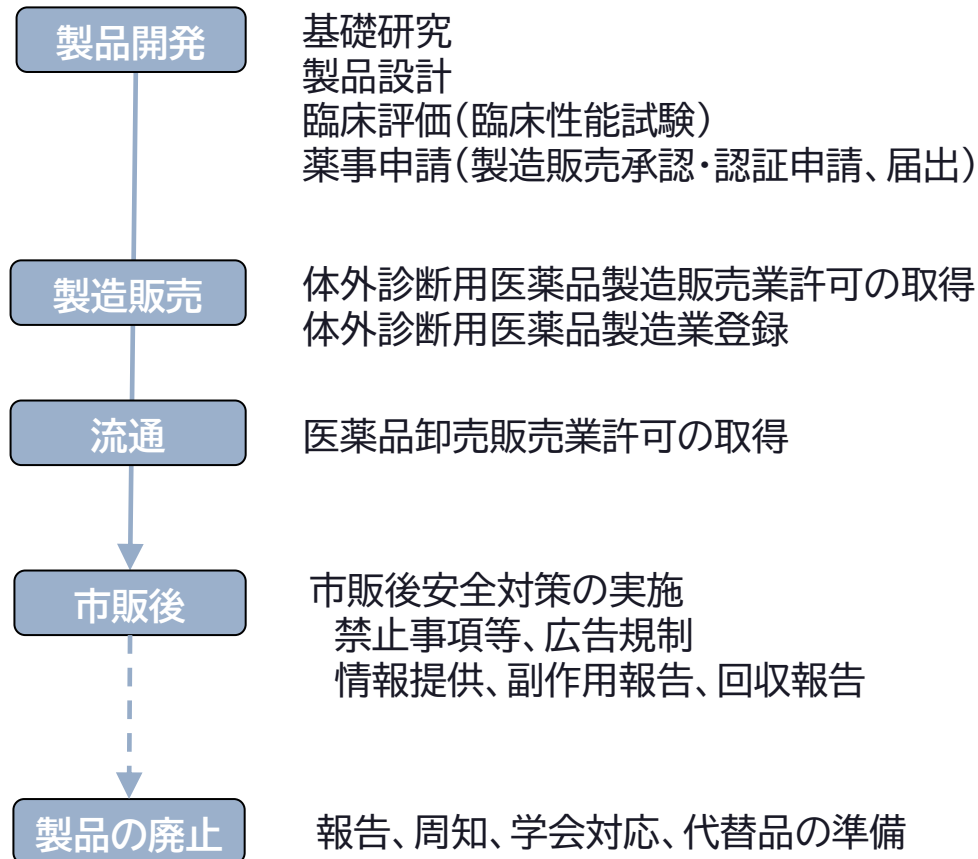 製品開発
基礎研究
製品設計
臨床評価(臨床性能試験)
薬事申請(製造販売承認・認証申請、届出)
製造販売
体外診断用医薬品製造販売業許可の取得
体外診断用医薬品製造業登録
流通
医薬品卸売販売業許可の取得
市販後
市販後安全対策の実施
禁止事項等、広告規制
情報提供、副作用報告、回収報告
製品の廃止
報告、周知、学会対応、代替品の準備